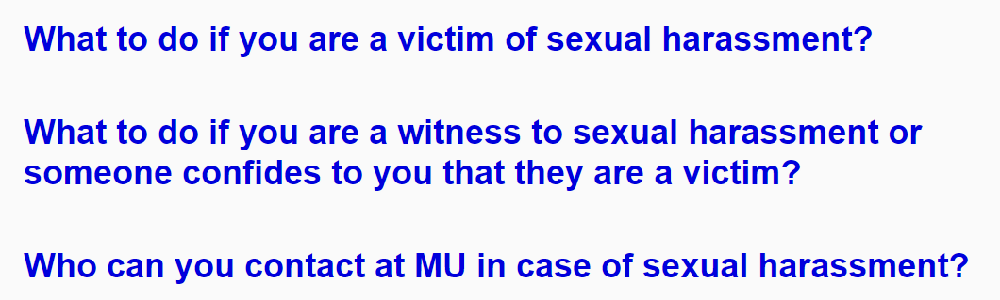 What to do if you are a victim of sexual harassment?
What to do if you are a witness to sexual harassment or
someone confides to you that they are a victim?
Who can you contact at MU in case of sexual harassment?